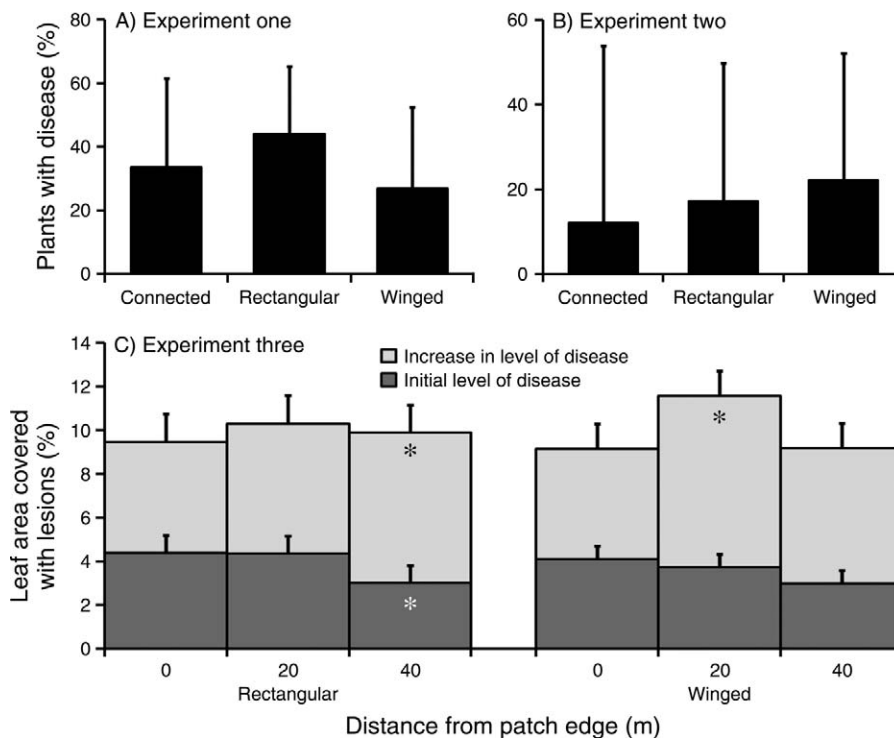 Plants with disease (%)
A) Experiment one
80
60
40
20
0
Connected
Rectangular
Winged
B) Experiment two
60
40
20
0
Connected
Rectangular
Winged
Leaf area covered
with lesions (%)
C) Experiment three
Increase in level of disease
Initial level of disease
14
12
10
8
6
4
2
0
*
*
*
0
20
40
0
20
40
Rectangular
Winged
Distance from patch edge (m)